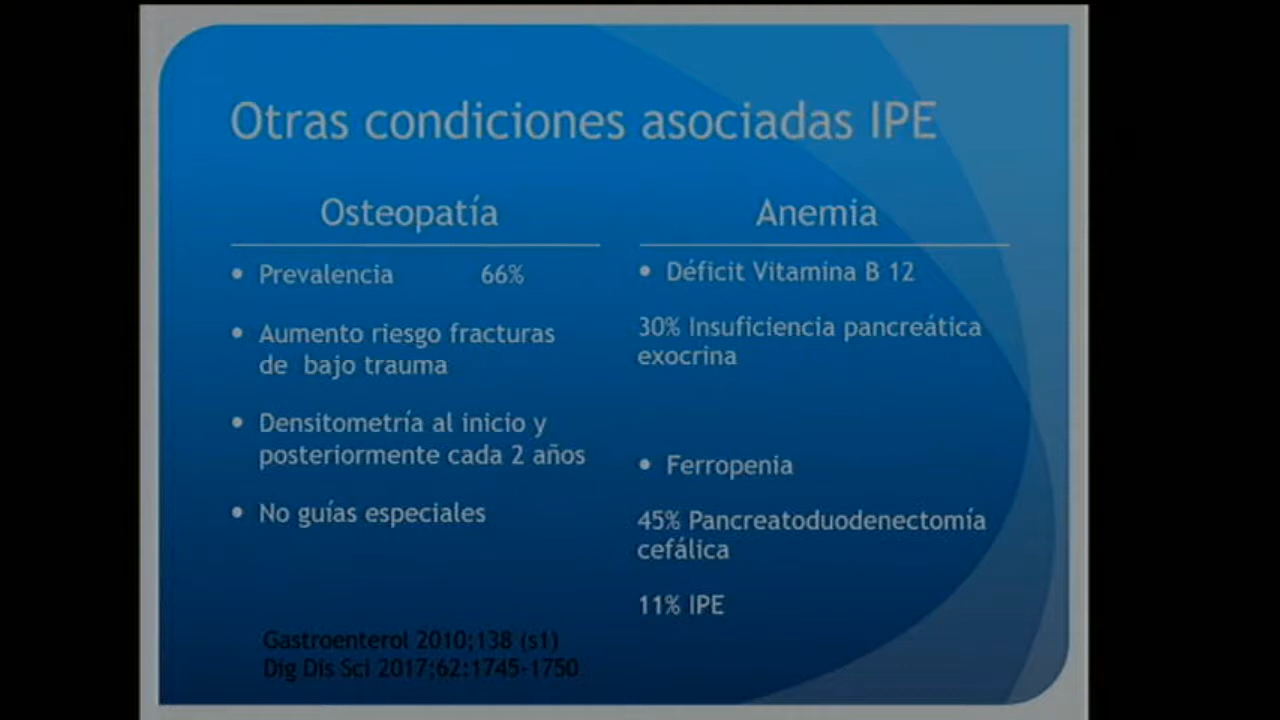 Otras condiciones asociadas IPE
Osteopatía
• Prevalencia 66%
• Aumento riesgo fracturas
de bajo trauma
• Densitometría al inicio y
posteriormente cada 2 años
• No guías especiales
Gastroenterol 2010;138 (s1)
Dig Dis Sci 2017;62:1745-1750
Anemia
• Déficit Vitamina B 12
30% Insuficiencia pancreática
exocrina
• Ferropenia
45% Pancreatoduodenectomía
cefálica
11% IPE